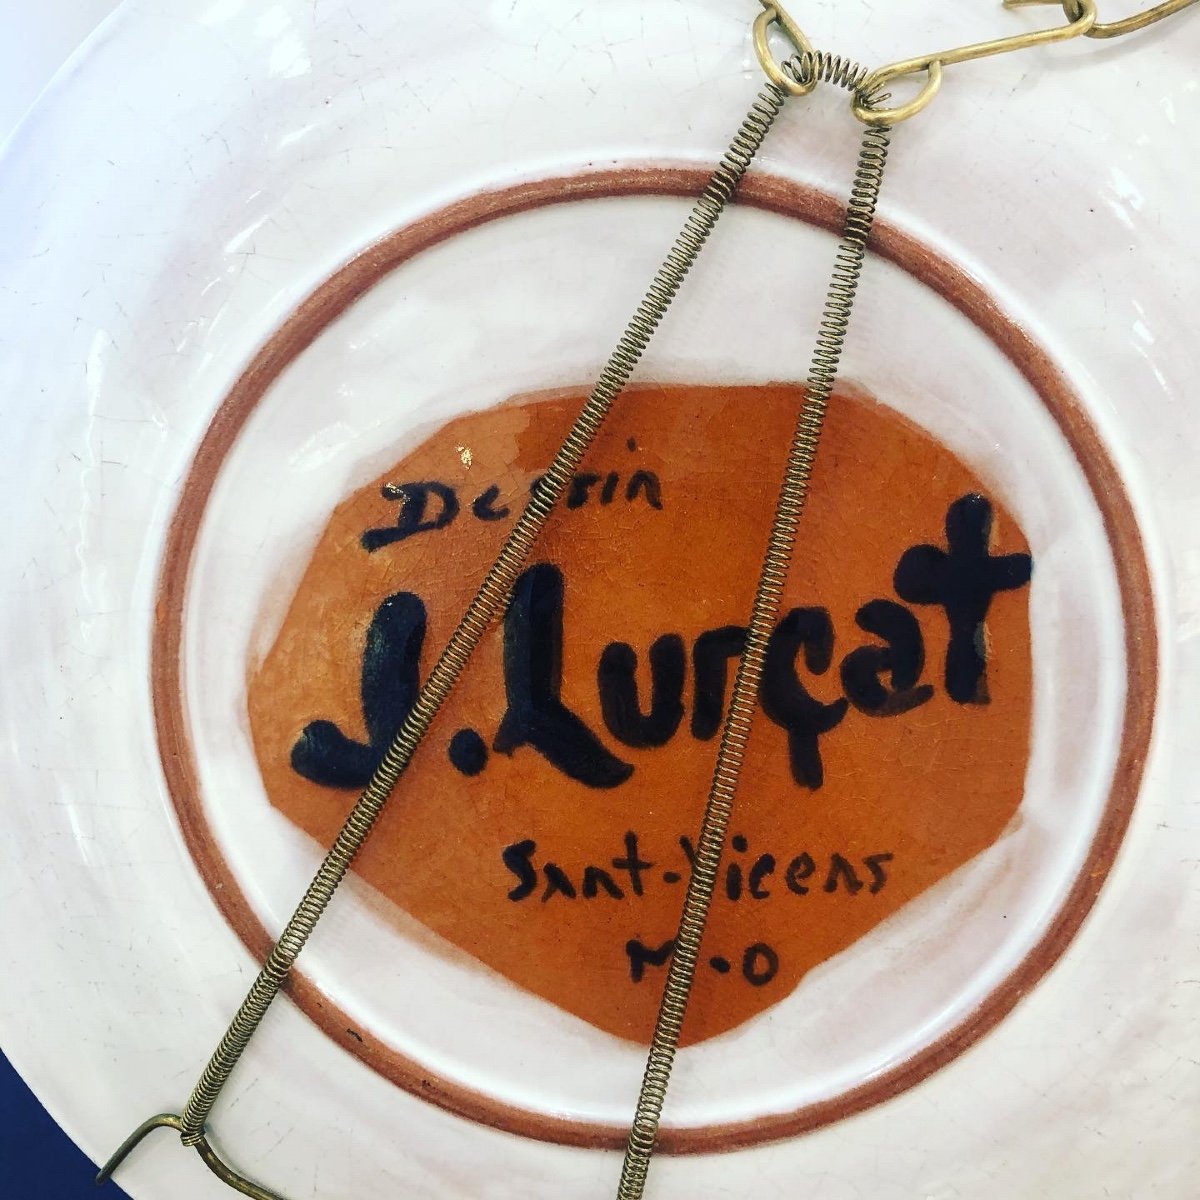 Dessin
J. Lurçat
Sant-Vicens
M.O